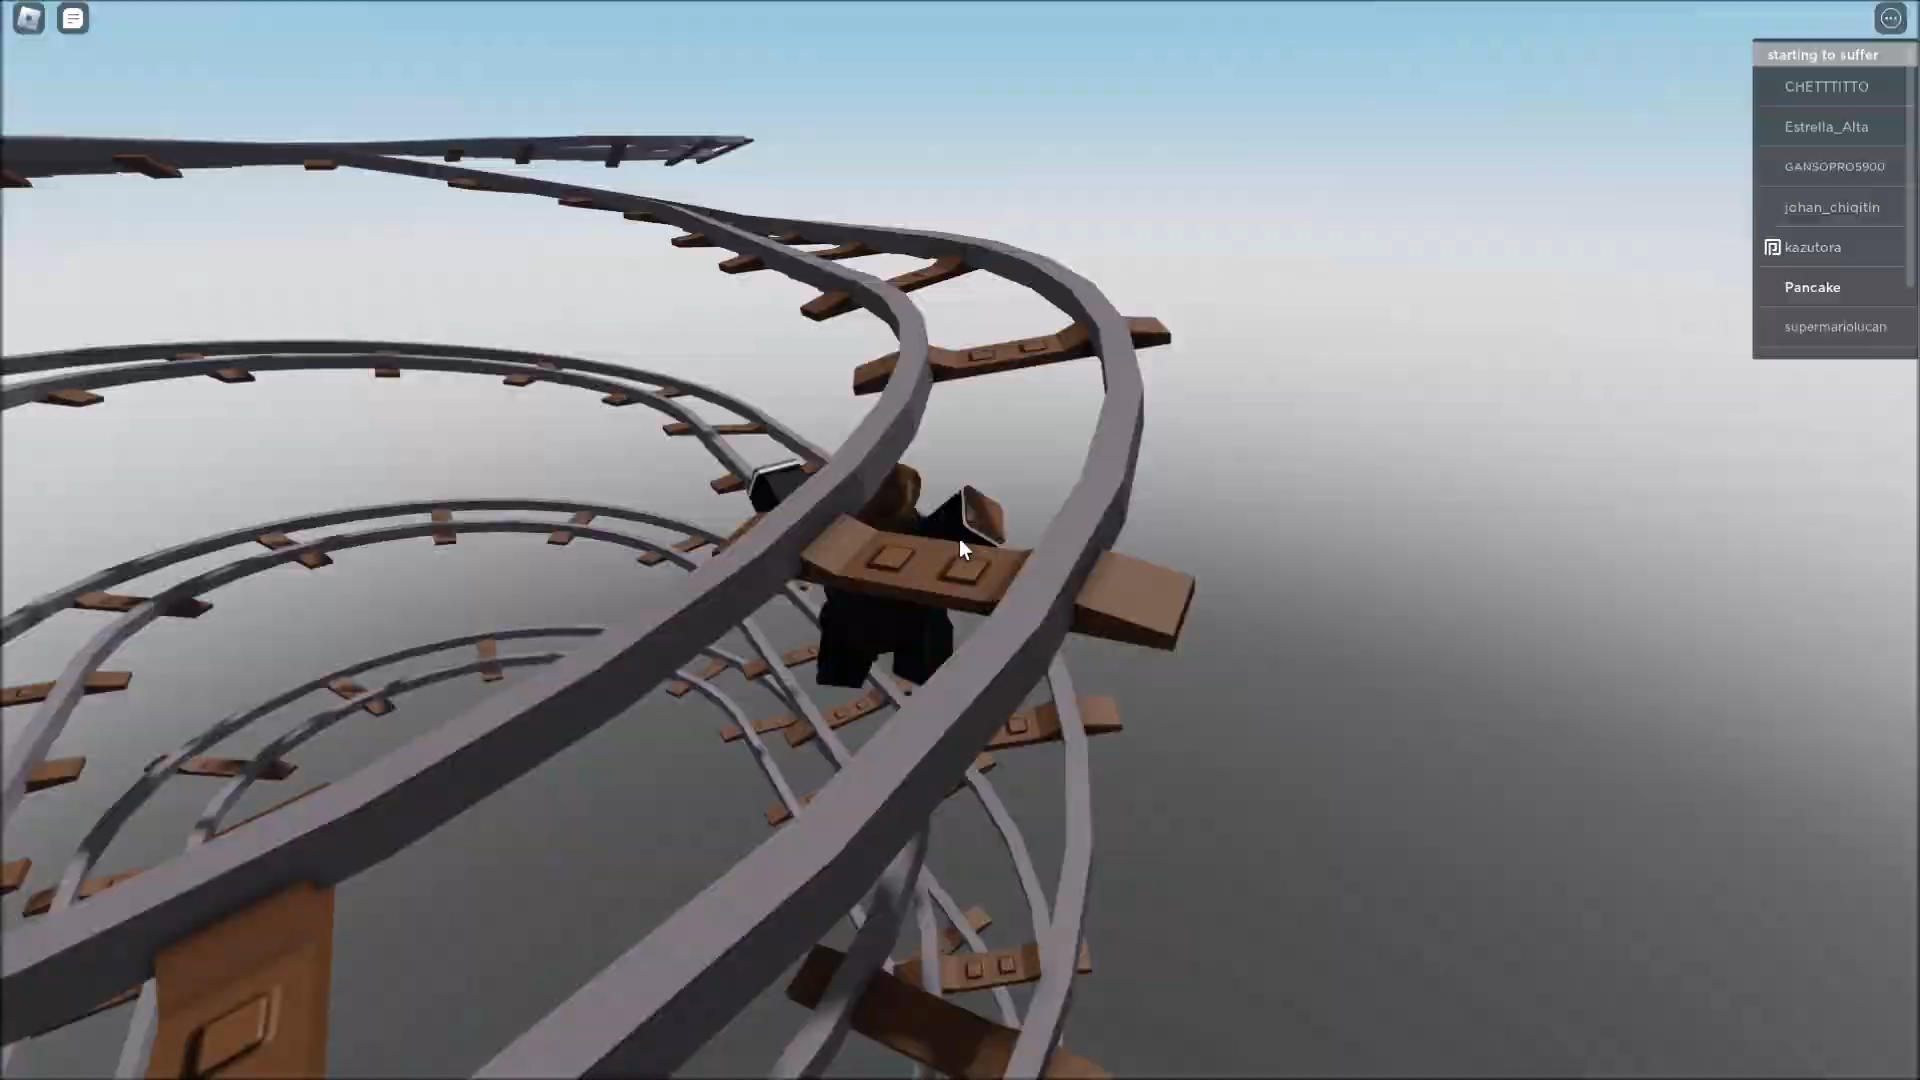 starting to suffer
CHETTTITTO
Estrella_Alta
GANSOPRO5900
johan_chiqitin
kazutora
Pancake
supermariolucan